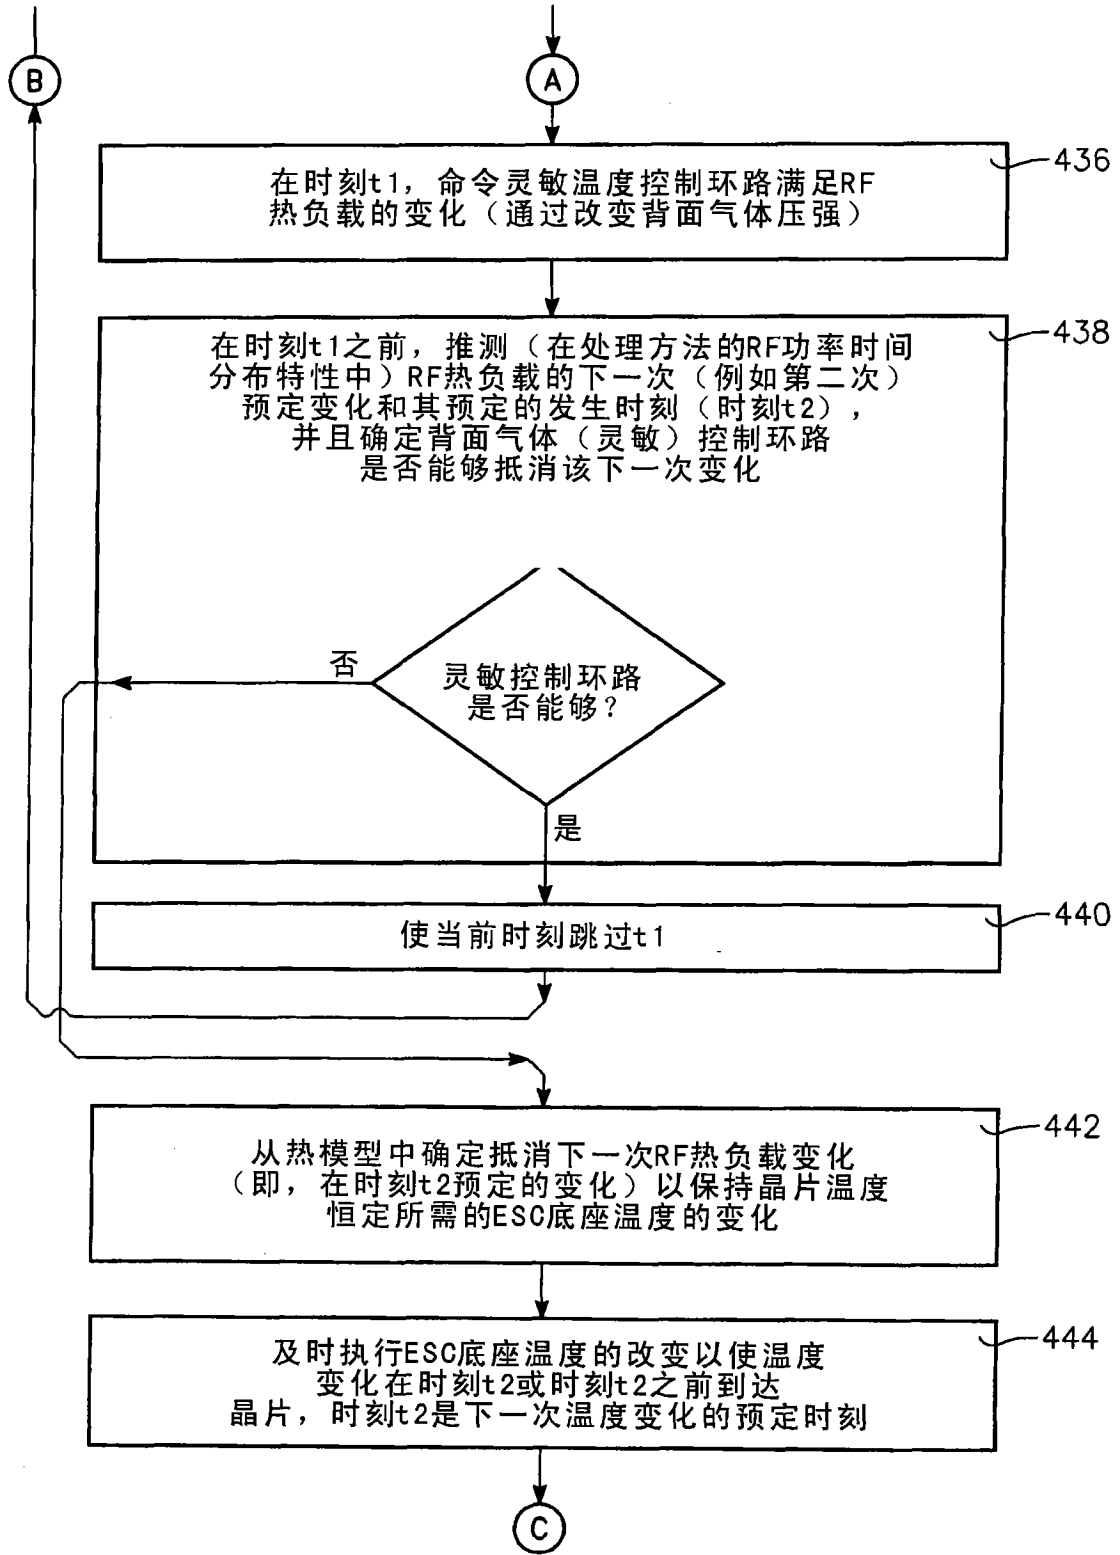 B
A
436
在时刻t1，命令灵敏温度控制环路满足RF
热负载的变化（通过改变背面气体压强）
438
在时刻t1之前，推测（在处理方法的RF功率时间
分布特性中）RF热负载的下一次（例如第二次）
预定变化和其预定的发生时刻（时刻t2），
并且确定背面气体（灵敏）控制环路
是否能够抵消该下一次变化
否
灵敏控制环路
是否能够？
是
440
使当前时刻跳过t1
442
从热模型中确定抵消下一次RF热负载变化
（即，在时刻t2预定的变化）以保持晶片温度
恒定所需的ESC底座温度的变化
444
及时执行ESC底座温度的改变以使温度
变化在时刻t2或时刻t2之前到达
晶片，时刻t2是下一次温度变化的预定时刻
C